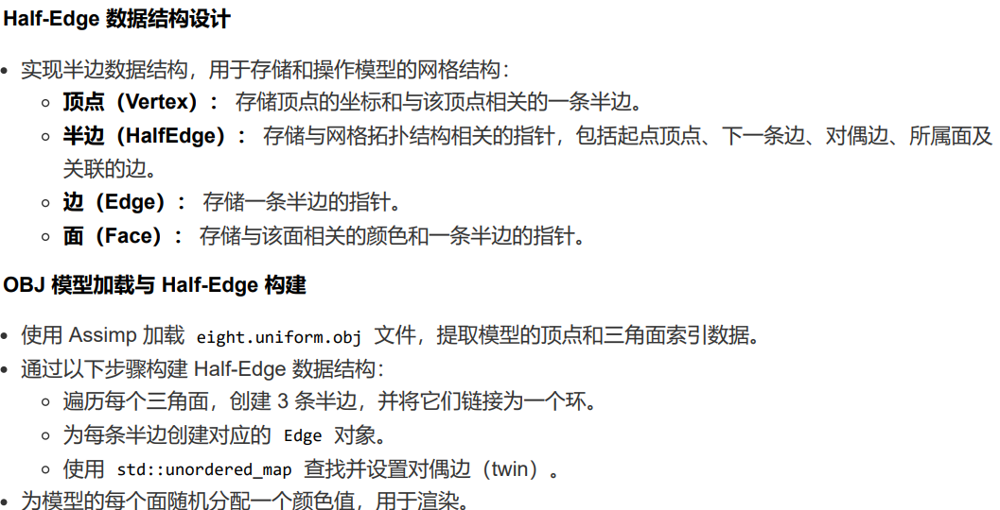 Half-Edge 数据结构设计
实现半边数据结构，用于存储和操作模型的网格结构：
顶点（Vertex）： 存储顶点的坐标和与该顶点相关的一条半边。
半边（HalfEdge）： 存储与网格拓扑结构相关的指针，包括起点顶点、下一条边、对偶边、所属面及
关联的边。
边（Edge）： 存储一条半边的指针。
面（Face）： 存储与该面相关的颜色和一条半边的指针。
OBJ 模型加载与 Half-Edge 构建
使用 Assimp 加载 eight.uniform.obj 文件，提取模型的顶点和三角面索引数据。
通过以下步骤构建 Half-Edge 数据结构：
遍历每个三角面，创建 3 条半边，并将它们链接为一个环。
为每条半边创建对应的 Edge 对象。
使用 std::unordered_map 查找并设置对偶边（twin）。
为模型的每个面随机分配一个颜色值，用于渲染。